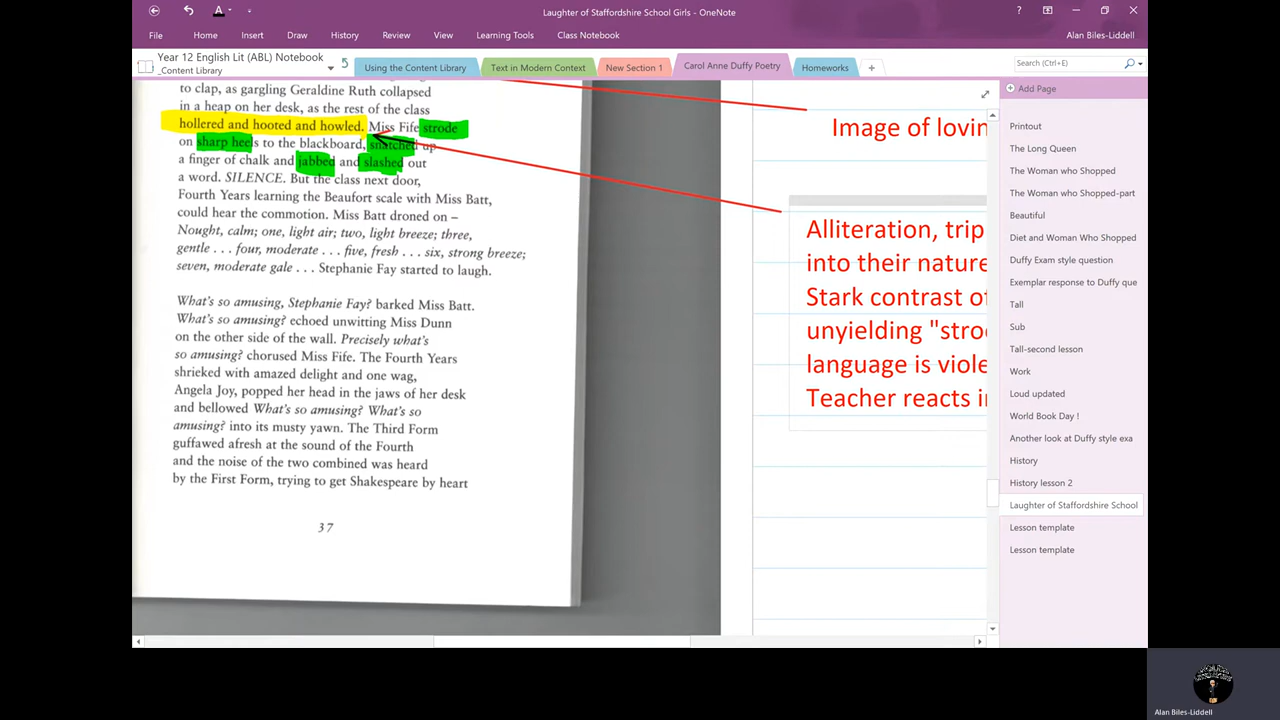 Laughter of Staffordshire School Girls - OneNote
Alan Biles-Liddell
File Home Insert Draw History Review View Learning Tools Class Notebook
Year 12 English Lit (ABL) Notebook
_Content Library
Using the Content Library
Text in Modern Context
New Section 1
Carol Anne Duffy Poetry
Homeworks
Search (Ctrl+E)
to clap, as gargling Geraldine Ruth collapsed
in a heap on her desk, as the rest of the class
hollered and hooted and howled. Miss Fife strode
on sharp heels to the blackboard, snatched up
a finger of chalk and jabbed and slashed out
a word. SILENCE. But the class next door,
Fourth Years learning the Beaufort scale with Miss Batt,
could hear the commotion. Miss Batt droned on –
Nought, calm; one, light air; two, light breeze; three,
gentle . . . four, moderate . . . five, fresh . . . six, strong breeze;
seven, moderate gale . . . Stephanie Fay started to laugh.
What's so amusing, Stephanie Fay? barked Miss Batt.
What's so amusing? echoed unwitting Miss Dunn
on the other side of the wall. Precisely what's
so amusing? chorused Miss Fife. The Fourth Years
shrieked with amazed delight and one wag,
Angela Joy, popped her head in the jaws of her desk
and bellowed What's so amusing? What's so
amusing? into its musty yawn. The Third Form
guffawed afresh at the sound of the Fourth
and the noise of the two combined was heard
by the First Form, trying to get Shakespeare by heart
37
Image of lovin
Alliteration, trip
into their nature
Stark contrast of
unyielding "stro
language is viole
Teacher reacts i
Add Page
Printout
The Long Queen
The Woman who Shopped
The Woman who Shopped-part
Beautiful
Diet and Woman Who Shopped
Duffy Exam style question
Exemplar response to Duffy que
Tall
Sub
Tall-second lesson
Work
Loud updated
World Book Day !
Another look at Duffy style exa
History
History lesson 2
Laughter of Staffordshire School
Lesson template
Lesson template
Alan Biles-Liddell